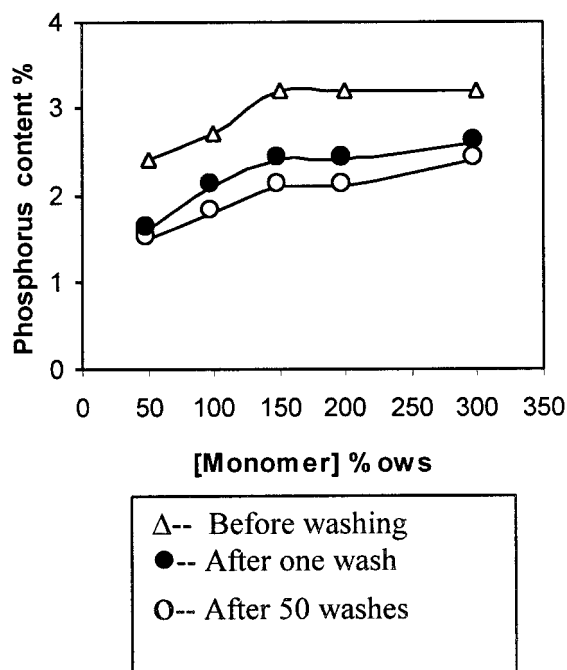 4
3
2
1
0
Phosphorus content %
0 50 100 150 200 250 300 350
[Monomer] % ows
Δ-- Before washing
●-- After one wash
O-- After 50 washes